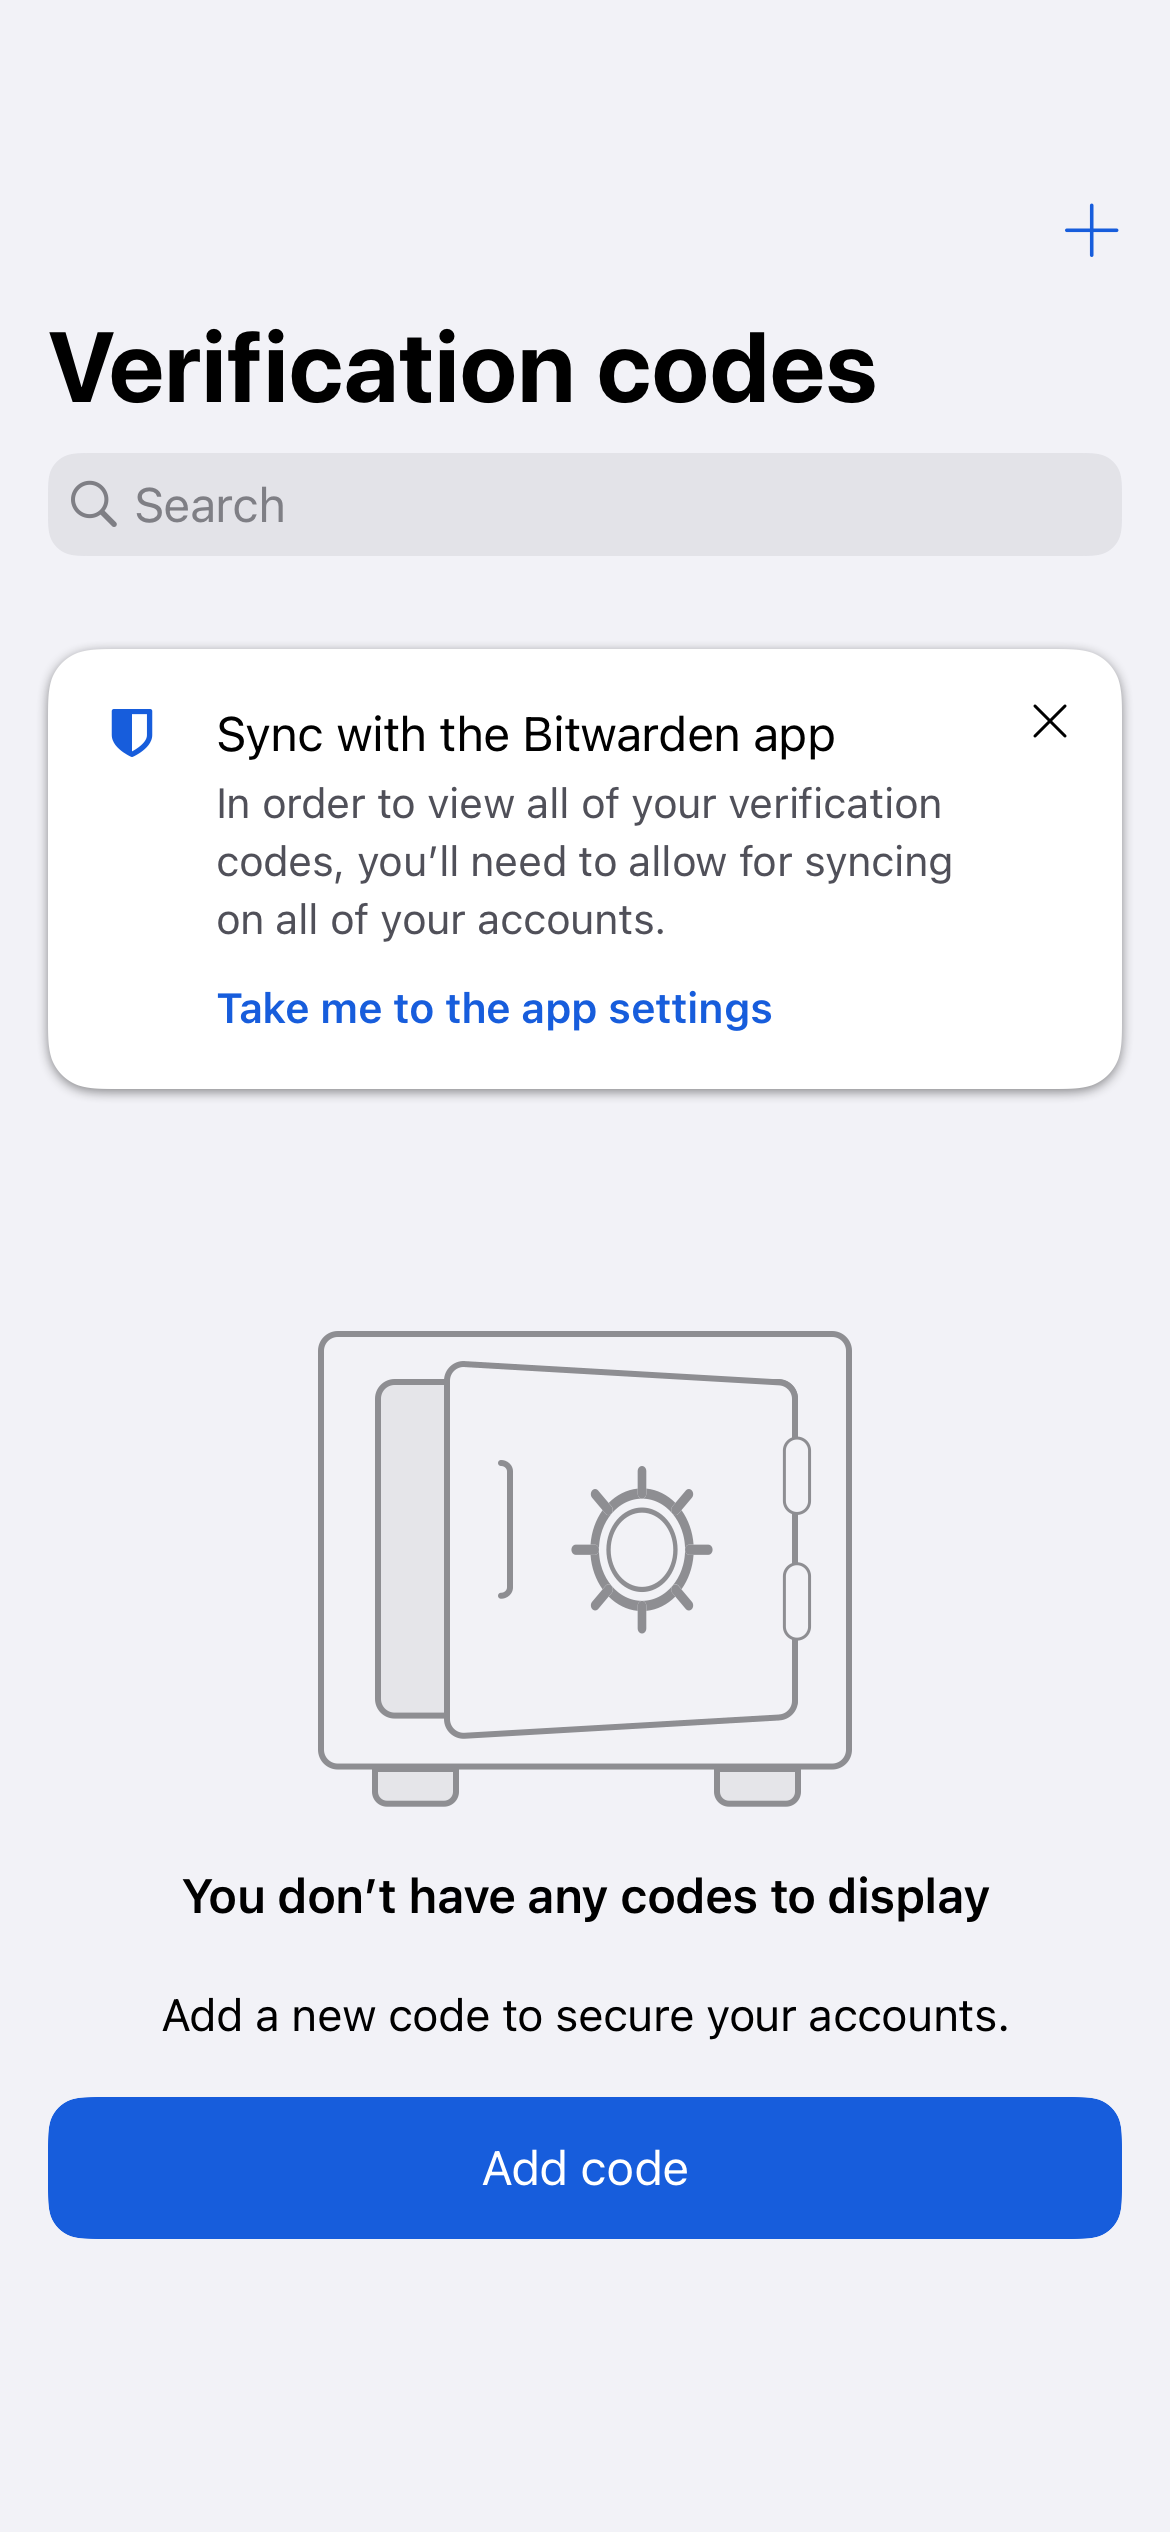 Verification codes
Search
Sync with the Bitwarden app
In order to view all of your verification
codes, you’ll need to allow for syncing
on all of your accounts.
Take me to the app settings
You don’t have any codes to display
Add a new code to secure your accounts.
Add code